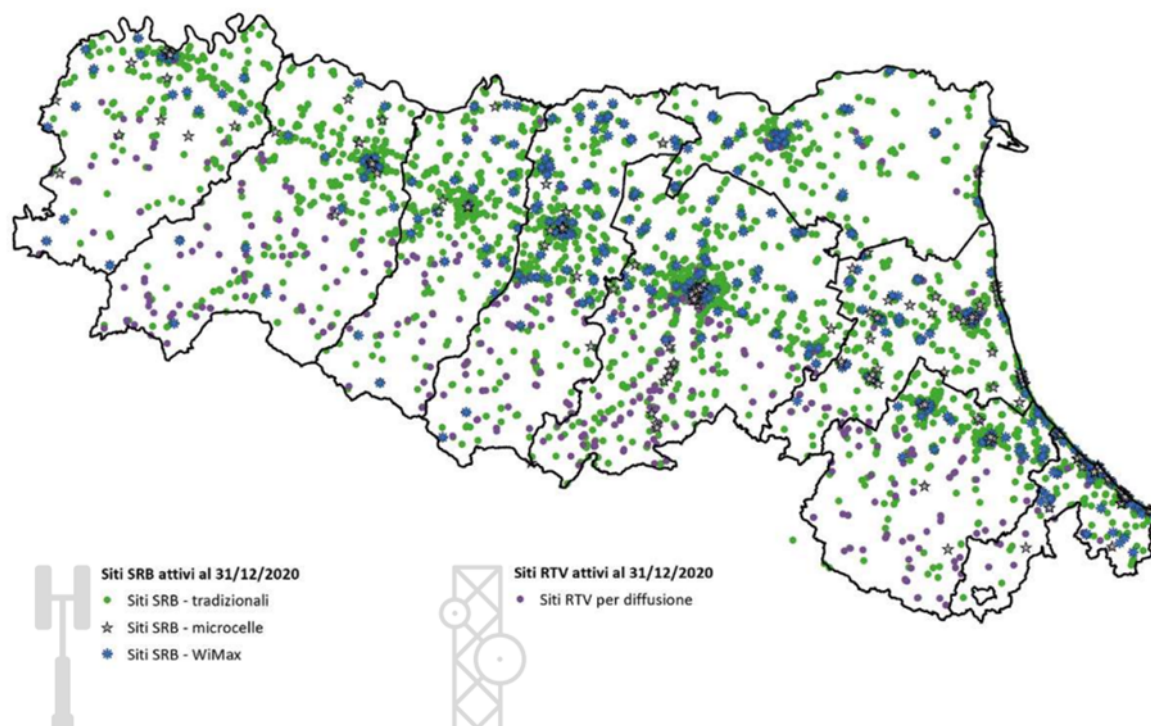 Siti SRB attivi al 31/12/2020
Siti SRB - tradizionali
Siti SRB - microcelle
Siti SRB - WiMax
Siti RTV attivi al 31/12/2020
Siti RTV per diffusione